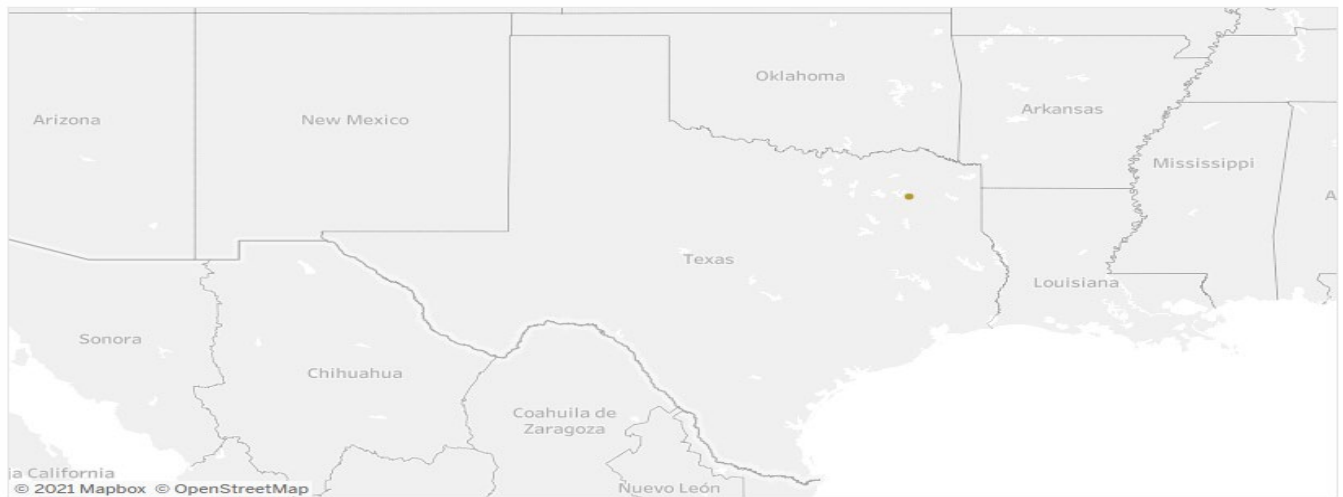 Oklahoma
Arkansas
Arizona
New Mexico
Mississippi
A
Texas
Louisiana
Sonora
Chihuahua
Coahuila de
Zaragoza
ja California
Nuevo León
© 2021 Mapbox © OpenStreetMap